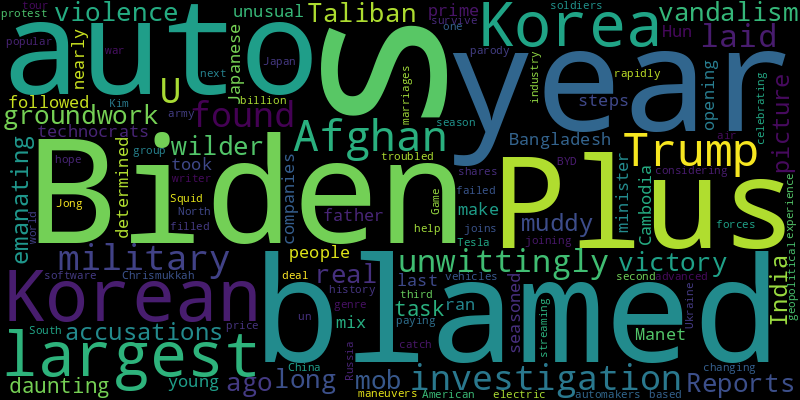 tour
protest
violence
unusual
Taliban
prime
survive
soldiers
Korea
vandalism
popular
auto
S
year
Hun
laid
nearly
war
Japanese
Japan
one
parody
next
U
marriages
industry
rapidly
followed
Kim
billion
steps
opening
celebrating
picture
groundwork
army
found
season
technocrats
Afghan
Bangladesh
Trump
air
emanating
hope
group
wilder
troubled
BYD
considering
determined
took
companies
shares
minister
Cambodia
Biden
Plus
writer
failed
Jong
Squid
Game
father
make
forces
experience
world
North
filled
help
muddy
joins
Tesla
joining
military
people
unwittingly
victory
India
geopolitical
software
Chrismukkah
deal
real
vehicles
second
advanced
Korean
blamed
history
last
third
genre
task
seasoned
streaming
Ukraine
South
price
un
ran
paying
Manet
largest
accusations
mix
catch
changing
China
Russia
daunting
young
ago
long
mob
investigation
Reports
maneuvers
American
electric
automakers
based